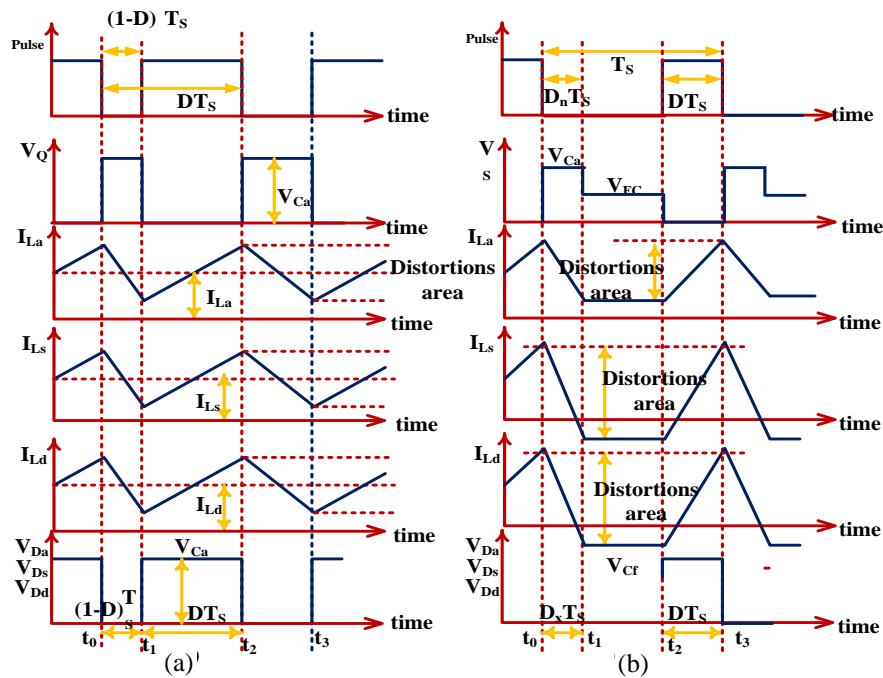 (1-D) T_S
Pulse
DT_S
time
V_Q
V_Ca
time
I_La
Distortions
area
I_La
time
I_Ls
I_Ls
time
I_Ld
I_Ld
time
V_Da
V_Ds
V_Dd
V_Ca
(1-D) T_S
DT_S
time
t_0
t_1
t_2
t_3
(a)
Pulse
T_S
D_nT_S
DT_S
time
V_S
V_Ca
V_EC
time
I_La
Distortions
area
time
I_Ls
Distortions
area
time
I_Ld
Distortions
area
time
V_Da
V_Ds
V_Dd
V_Cf
D_xT_S
DT_S
time
t_0
t_1
t_2
t_3
(b)